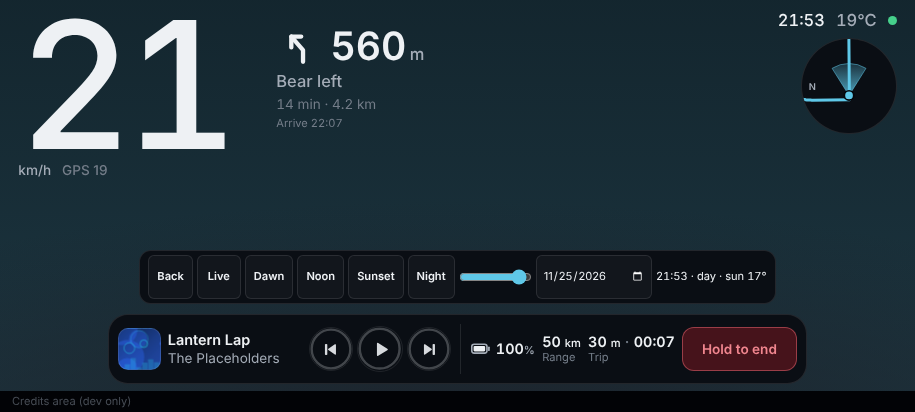 21
km/h GPS 19
560 m
Bear left
14 min · 4.2 km
Arrive 22:07
21:53 19°C
N
Back Live Dawn Noon Sunset Night 11/25/2026 21:53 · day · sun 17°
Lantern Lap
The Placeholders
100% 50 km 30 m · 00:07
Range Trip
Hold to end
Credits area (dev only)